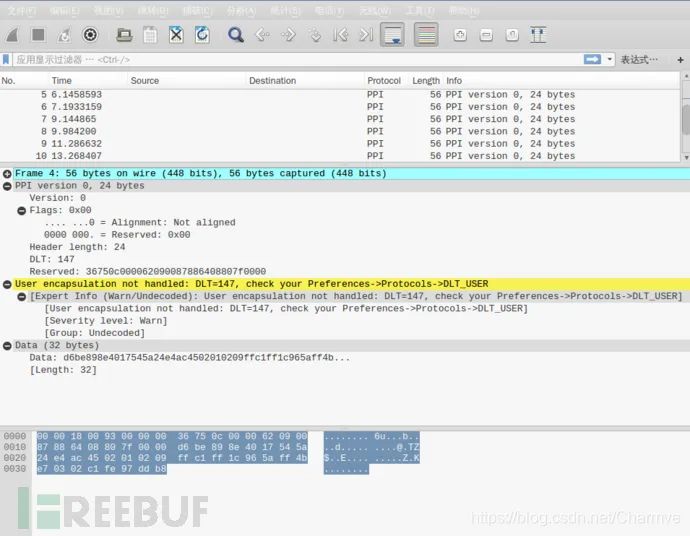 文件(F) 编辑(E) 视图(V) 跳转(G) 捕获(C) 分析(A) 统计(S) 电话(Y) 无线(W) 工具(T) 帮助(H)
应用显示过滤器 … <Ctrl-/> 表达式… +
No. Time Source Destination Protocol Length Info
5 6.1458593 PPI 56 PPI version 0, 24 bytes
6 7.1933159 PPI 56 PPI version 0, 24 bytes
7 9.144865 PPI 56 PPI version 0, 24 bytes
8 9.984200 PPI 56 PPI version 0, 24 bytes
9 11.286632 PPI 56 PPI version 0, 24 bytes
10 13.268407 PPI 56 PPI version 0, 24 bytes
Frame 4: 56 bytes on wire (448 bits), 56 bytes captured (448 bits)
PPI version 0, 24 bytes
Version: 0
Flags: 0x00
.... ...0 = Alignment: Not aligned
0000 000. = Reserved: 0x00
Header length: 24
DLT: 147
Reserved: 36750c000062090087886408807f0000
User encapsulation not handled: DLT=147, check your Preferences->Protocols->DLT_USER
[Expert Info (Warn/Undecoded): User encapsulation not handled: DLT=147, check your Preferences->Protocols->DLT_USER]
[User encapsulation not handled: DLT=147, check your Preferences->Protocols->DLT_USER]
[Severity level: Warn]
[Group: Undecoded]
Data (32 bytes)
Data: d6be898e4017545a24e4ac4502010209ffc1ff1c965aff4b...
[Length: 32]
0000 00 00 18 00 93 00 00 00 36 75 0c 00 00 62 09 00 ........ 6u...b..
0010 87 88 64 08 80 7f 00 00 d6 be 89 8e 40 17 54 5a ..d..... ....@.TZ
0020 24 e4 ac 45 02 01 02 09 ff c1 ff 1c 96 5a ff 4b $..E.... .....Z.K
0030 e7 03 02 c1 fe 97 dd b8 ........
FREEBUF
https://blog.csdn.net/Charmve